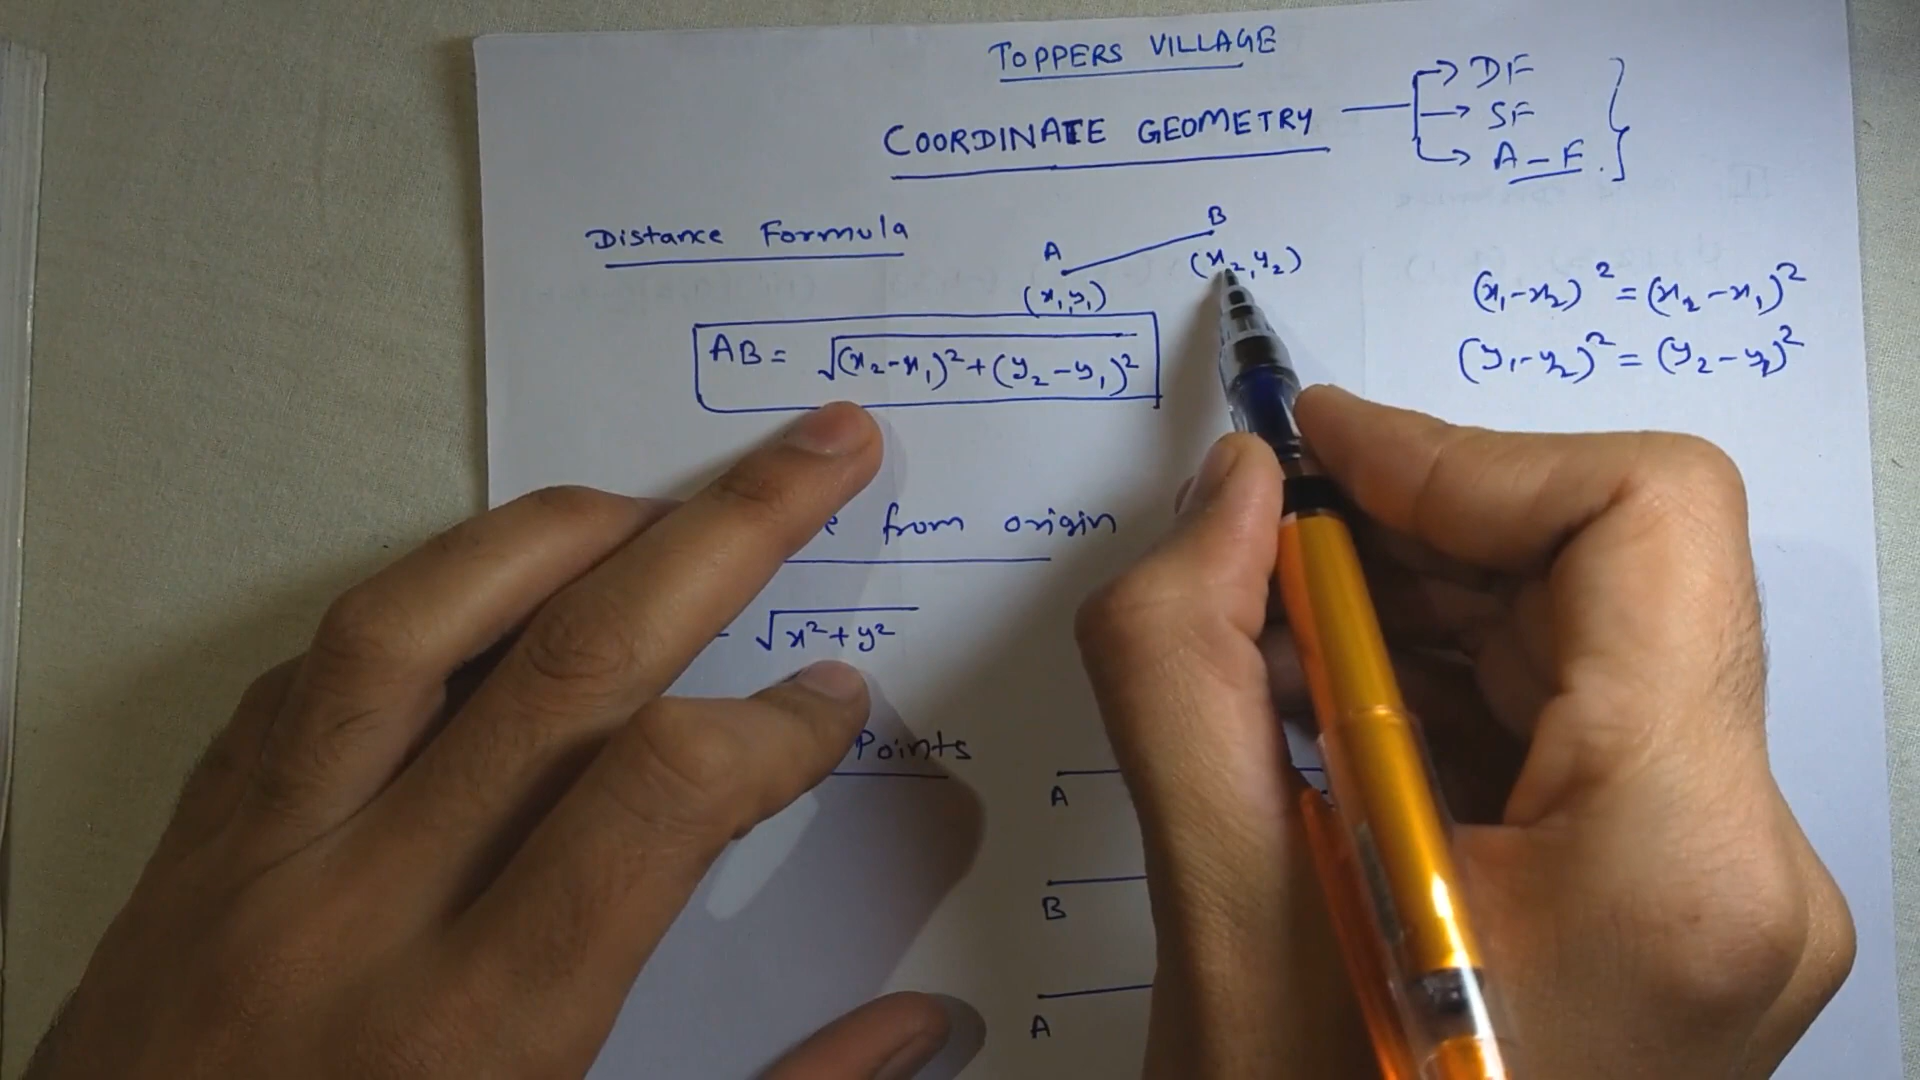 TOPPERS VILLAGE
COORDINATE GEOMETRY → DF
→ SF
→ A-F.
Distance Formula
A
B
(x₁,y₁)
(x₂,y₂)
AB = √(x₂-x₁)²+(y₂-y₁)²
(x₁-x₂)²=(x₂-x₁)²
(y₁-y₂)²=(y₂-y₁)²
from origin
√x²+y²
Points
A
B
A